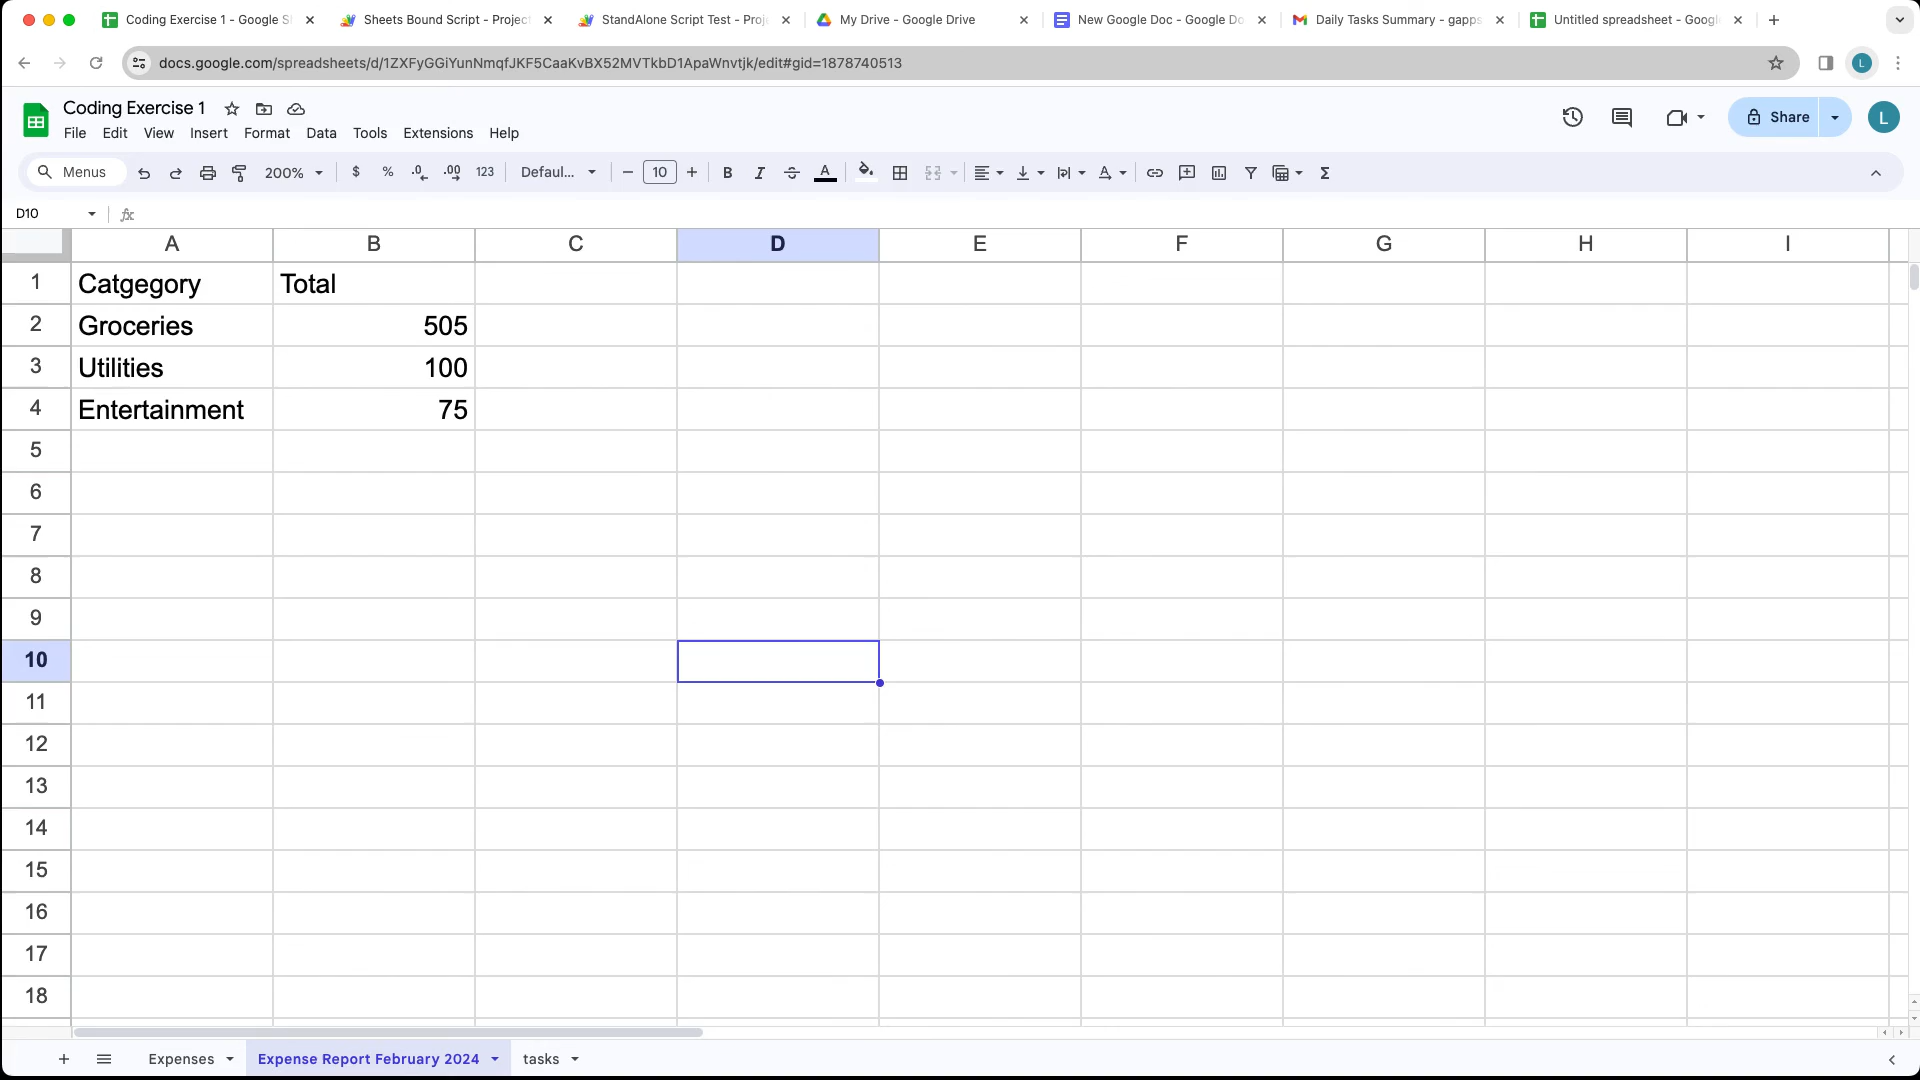 Coding Exercise 1 - Google S
Sheets Bound Script - Project
StandAlone Script Test - Proje
My Drive - Google Drive
New Google Doc - Google Do
Daily Tasks Summary - gapps
Untitled spreadsheet - Googl
docs.google.com/spreadsheets/d/1ZXFyGGiYunNmqfJKF5CaaKvBX52MVTkbD1ApaWnvtjk/edit#gid=1878740513
L
Coding Exercise 1
File Edit View Insert Format Data Tools Extensions Help
Share
L
Menus 200% $ % .0 .00 123 Defaul... − 10 + B I S A Σ
D10
fx
A B C D E F G H I
1 Catgegory Total
2 Groceries 505
3 Utilities 100
4 Entertainment 75
5
6
7
8
9
10
11
12
13
14
15
16
17
18
Expenses
Expense Report February 2024
tasks